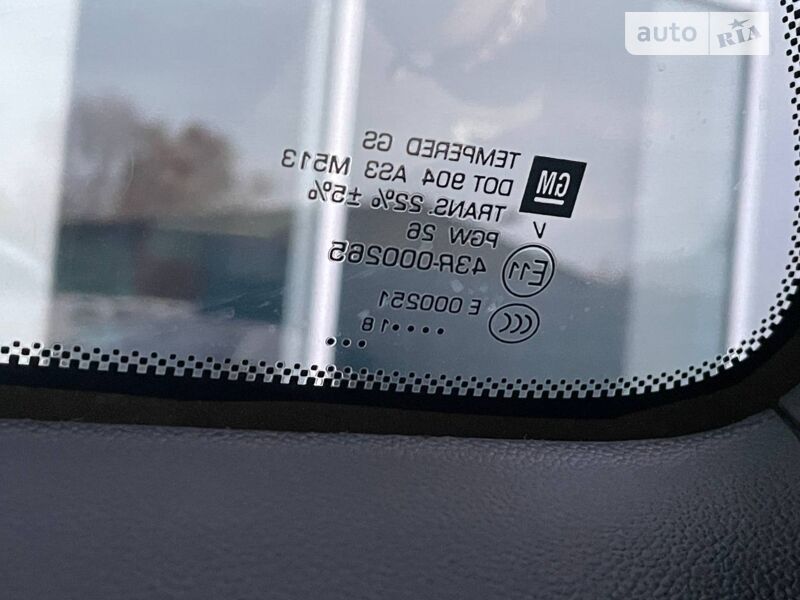 auto RIA
GM
TEMPERED GS
DOT 904 AS3 M513
TRANS. 22% ±5%
V
PGW 26
E11
43R-000265
CCC
E 000251
••••18
•••